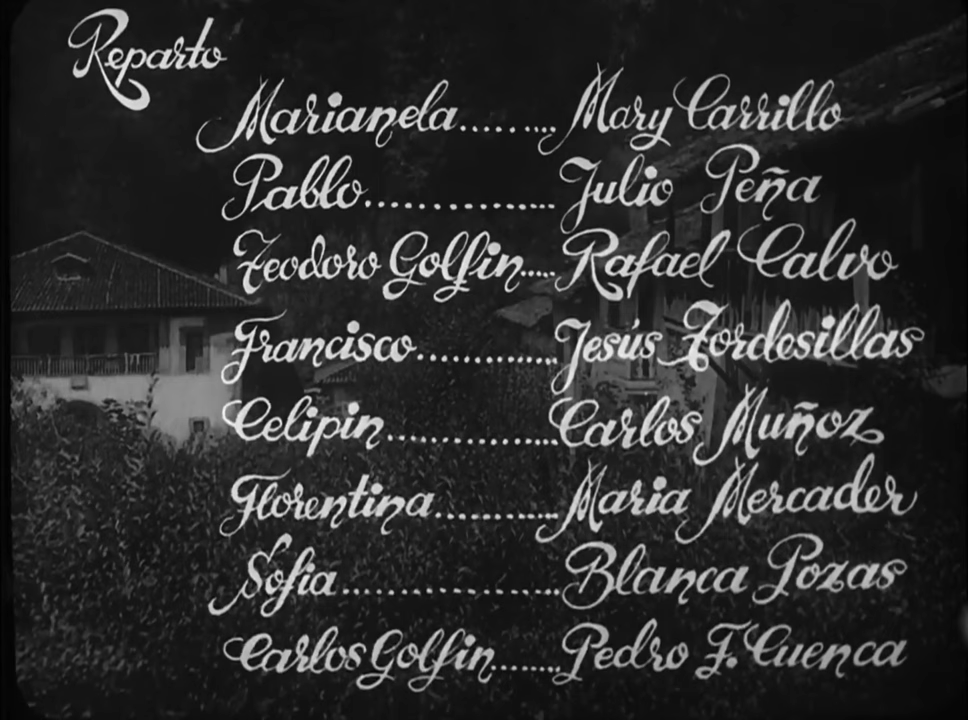 Reparto
Marianela......... Mary Carrillo
Pablo............... Julio Peña
Teodoro Golfin..... Rafael Calvo
Francisco............. Jesús Tordesillas
Celipin............... Carlos Muñoz
Florentina........... Maria Mercader
Sofia................. Blanca Pozas
Carlos Golfin....... Pedro F. Cuenca